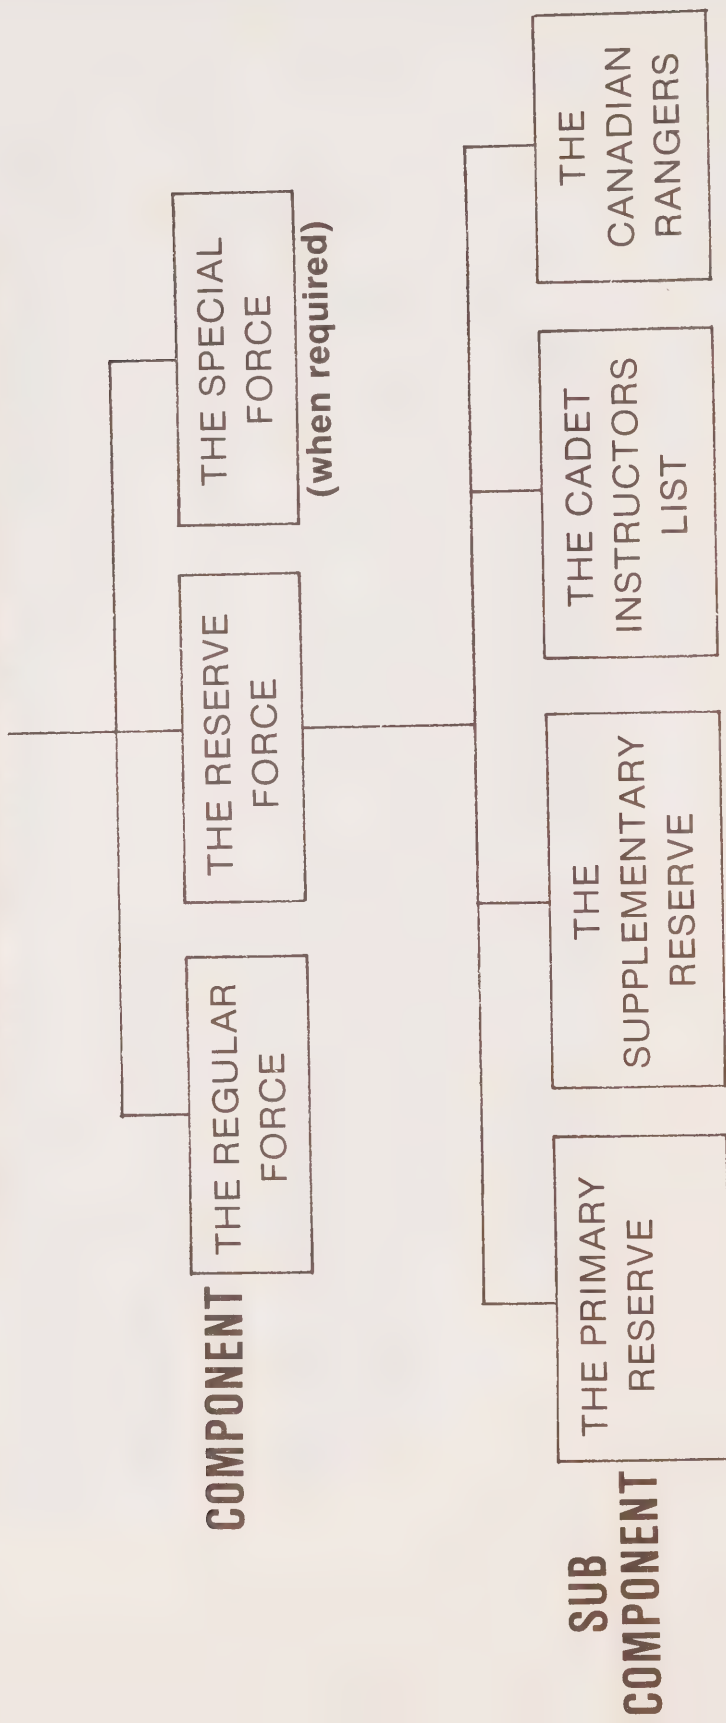 COMPONENT
THE REGULAR
FORCE
THE RESERVE
FORCE
THE SPECIAL
FORCE
(when required)
SUB
COMPONENT
THE PRIMARY
RESERVE
THE
SUPPLEMENTARY
RESERVE
THE CADET
INSTRUCTORS
LIST
THE
CANADIAN
RANGERS